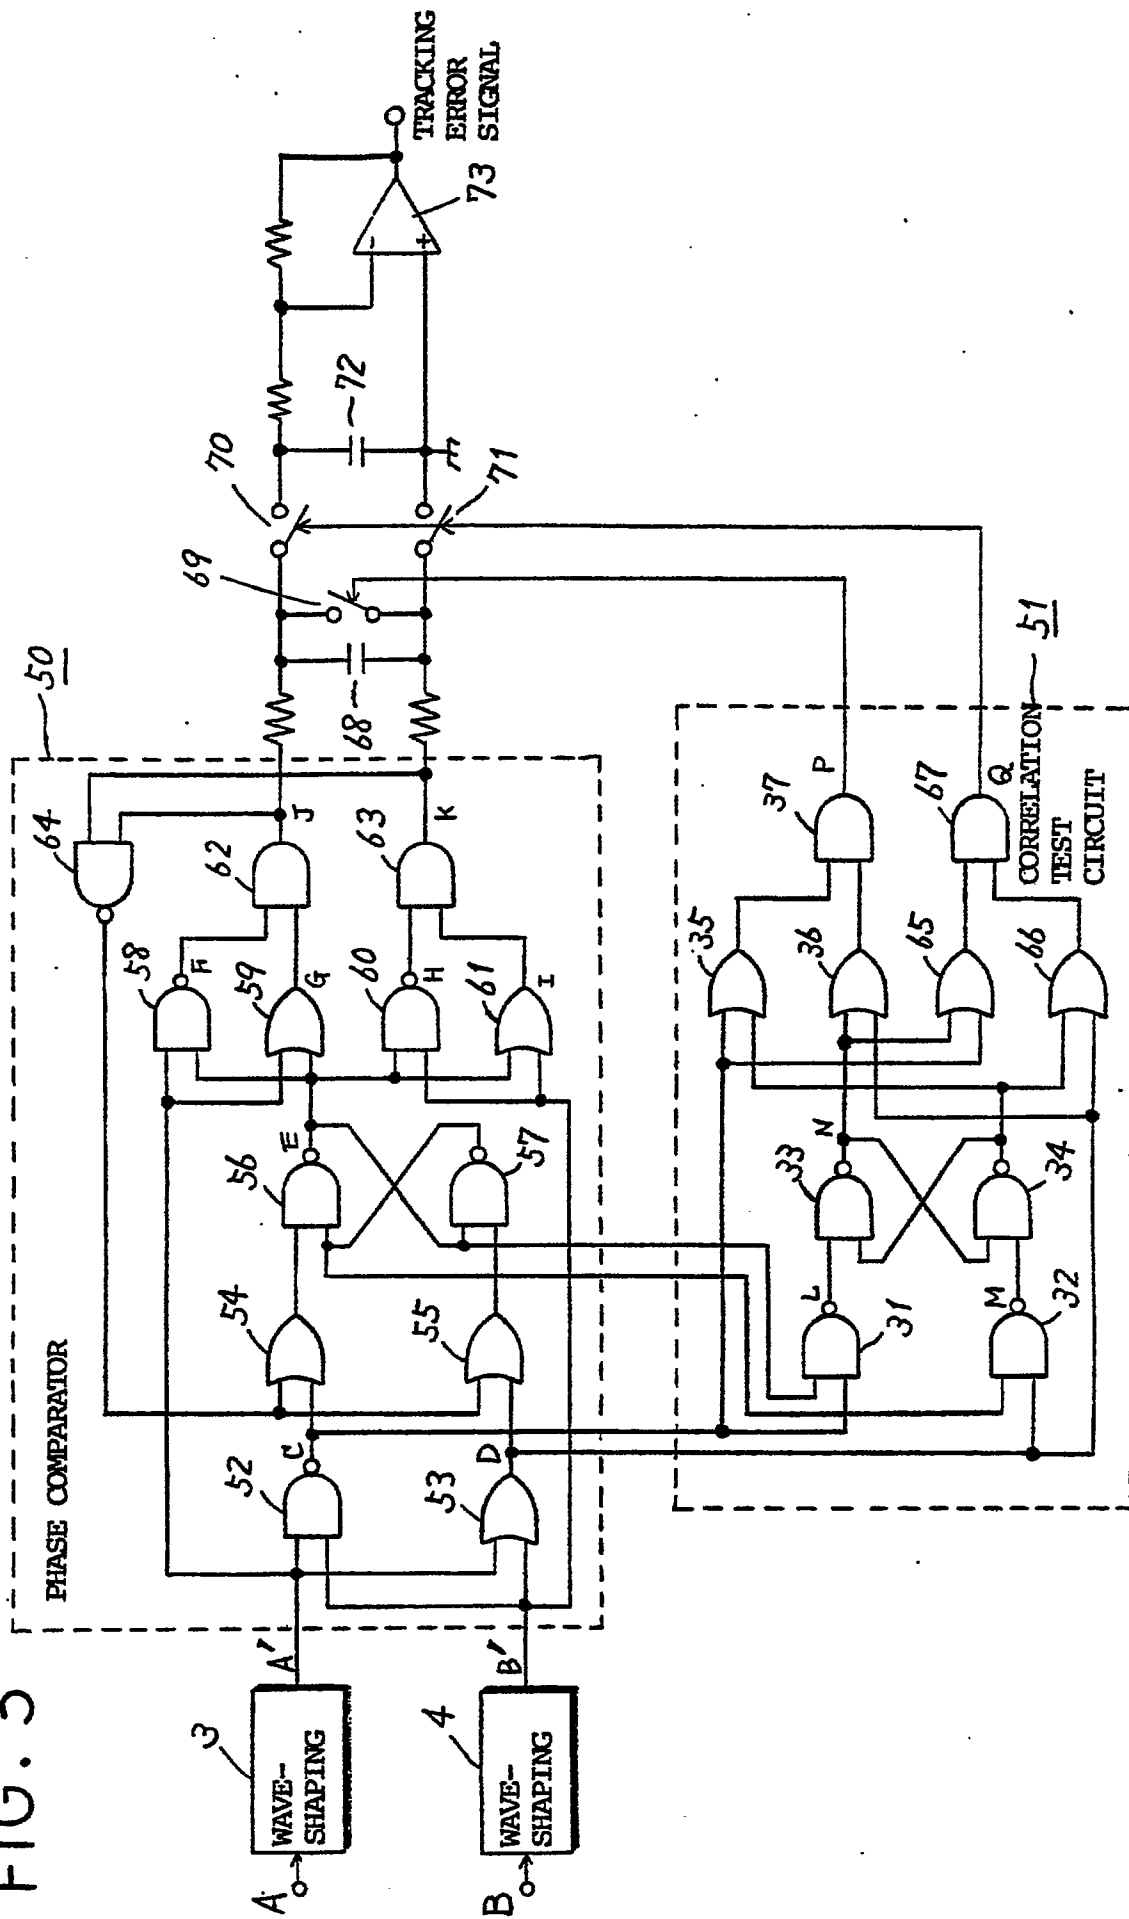 FIG. 5
PHASE COMPARATOR
50
A
3
WAVE-
SHAPING
A'
B
4
WAVE-
SHAPING
B'
52
C
53
D
54
55
56
E
57
58
F
59
G
60
H
61
I
62
J
63
K
64
68
69
70
71
72
73
-
+
TRACKING
ERROR
SIGNAL
31
L
32
M
33
N
34
35
36
65
66
37
P
67
Q
CORRELATION
TEST
CIRCUIT
51